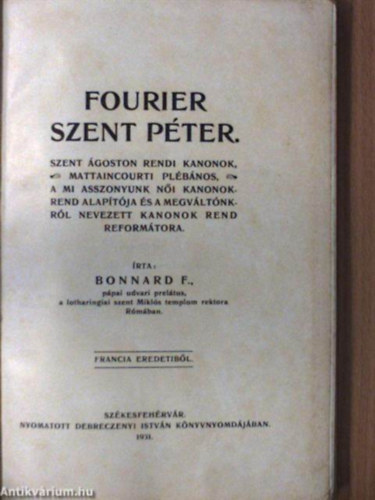 FOURIER
SZENT PÉTER.
SZENT ÁGOSTON RENDI KANONOK,
MATTAINCOURTI PLÉBÁNOS,
A MI ASSZONYUNK NŐI KANONOK-
REND ALAPÍTÓJA ÉS A MEGVÁLTÓNK-
RÓL NEVEZETT KANONOK REND
REFORMÁTORA.
ÍRTA:
BONNARD F.,
pápai udvari prelátus,
a lotharingiai szent Miklós templum rektora
Rómában.
FRANCIA EREDETIBŐL.
SZÉKESFEHÉRVÁR.
NYOMATOTT DEBRECZENYI ISTVÁN KÖNYVNYOMDÁJÁBAN.
1931.
Antikvárium.hu